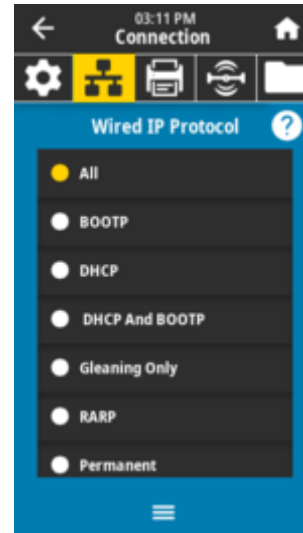 03:11 PM
Connection
Wired IP Protocol
?
All
BOOTP
DHCP
DHCP And BOOTP
Gleaning Only
RARP
Permanent